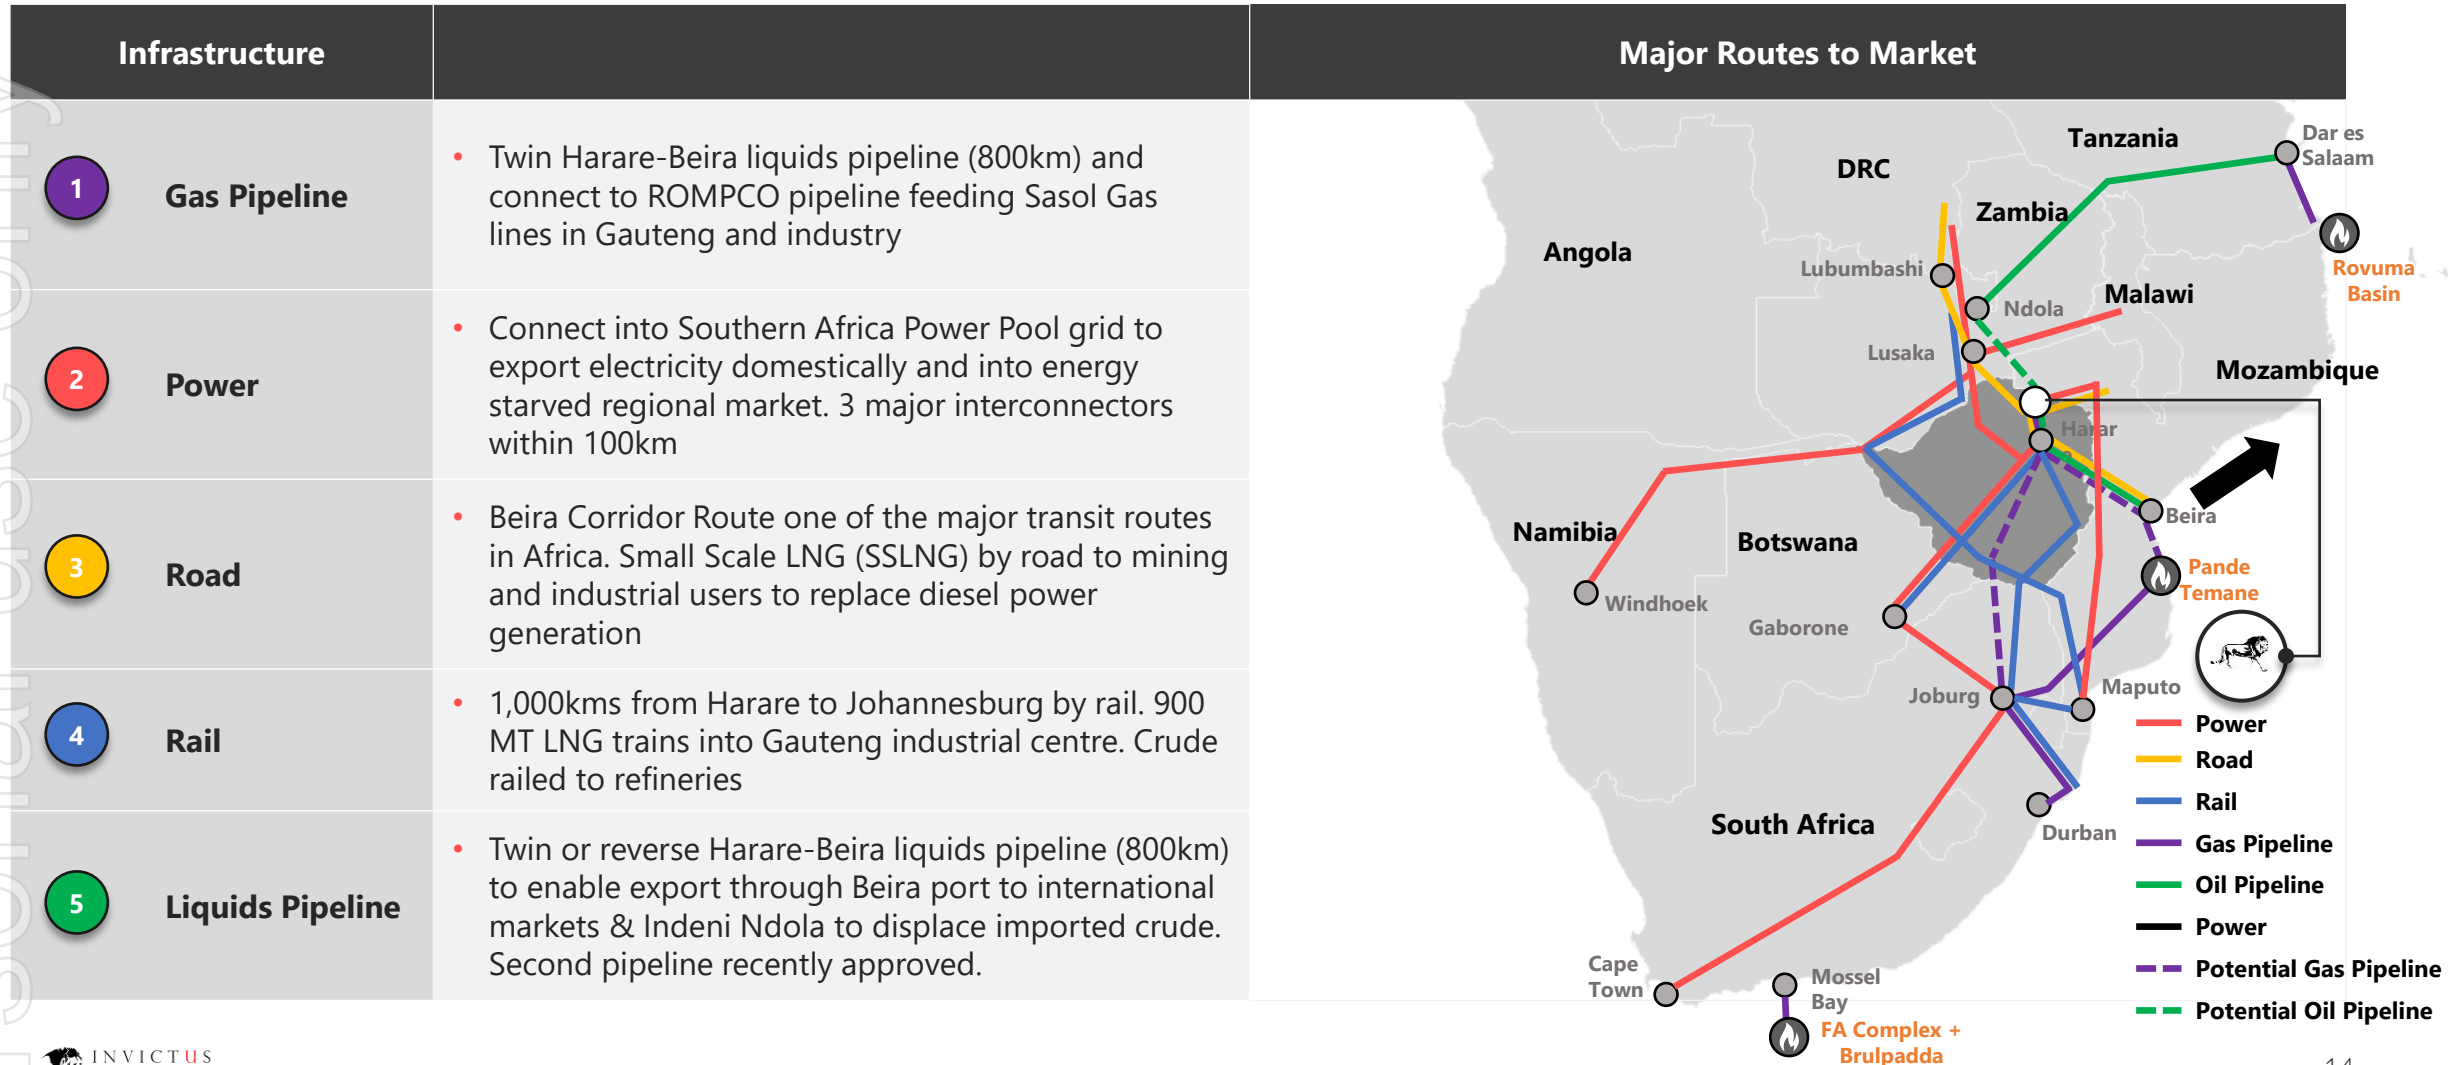 Infrastructure
Major Routes to Market
1
Gas Pipeline
• Twin Harare-Beira liquids pipeline (800km) and
connect to ROMPCO pipeline feeding Sasol Gas
lines in Gauteng and industry
2
Power
• Connect into Southern Africa Power Pool grid to
export electricity domestically and into energy
starved regional market. 3 major interconnectors
within 100km
3
Road
• Beira Corridor Route one of the major transit routes
in Africa. Small Scale LNG (SSLNG) by road to mining
and industrial users to replace diesel power
generation
4
Rail
• 1,000kms from Harare to Johannesburg by rail. 900
MT LNG trains into Gauteng industrial centre. Crude
railed to refineries
5
Liquids Pipeline
• Twin or reverse Harare-Beira liquids pipeline (800km)
to enable export through Beira port to international
markets & Indeni Ndola to displace imported crude.
Second pipeline recently approved.
Tanzania
Dar es
Salaam
DRC
Zambia
Angola
Lubumbashi
Rovuma
Basin
Malawi
Ndola
Lusaka
Mozambique
Harar
Beira
Namibia
Botswana
Pande
Temane
Windhoek
Gaborone
Joburg
Maputo
South Africa
Durban
Cape
Town
Mossel
Bay
FA Complex +
Brulpadda
Power
Road
Rail
Gas Pipeline
Oil Pipeline
Power
Potential Gas Pipeline
Potential Oil Pipeline
INVICTUS
14